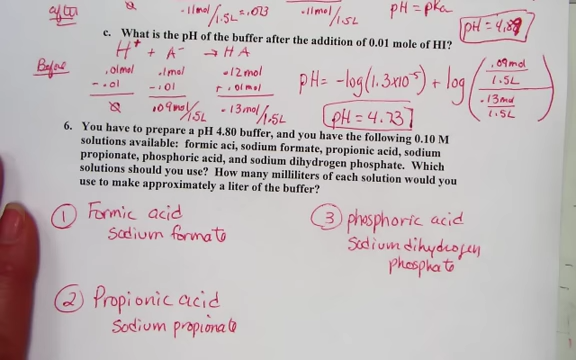 after
.11mol/1.5L = .073
.11mol/1.5L
pH = pKa
pH = 4.89
c. What is the pH of the buffer after the addition of 0.01 mole of HI?
H+ + A- → HA
Before
.01mol .1mol .12mol
-.01 -.01 +.01mol
0 .09mol/1.5L .13mol/1.5L
pH = -log(1.3x10-5) + log (.09mol/1.5L / .13mol/1.5L)
pH = 4.73
6. You have to prepare a pH 4.80 buffer, and you have the following 0.10 M
solutions available: formic aci, sodium formate, propionic acid, sodium
propionate, phosphoric acid, and sodium dihydrogen phosphate. Which
solutions should you use? How many milliliters of each solution would you
use to make approximately a liter of the buffer?
① Formic acid
Sodium formate
③ phosphoric acid
Sodium dihydrogen
phosphate
② Propionic acid
Sodium propionate